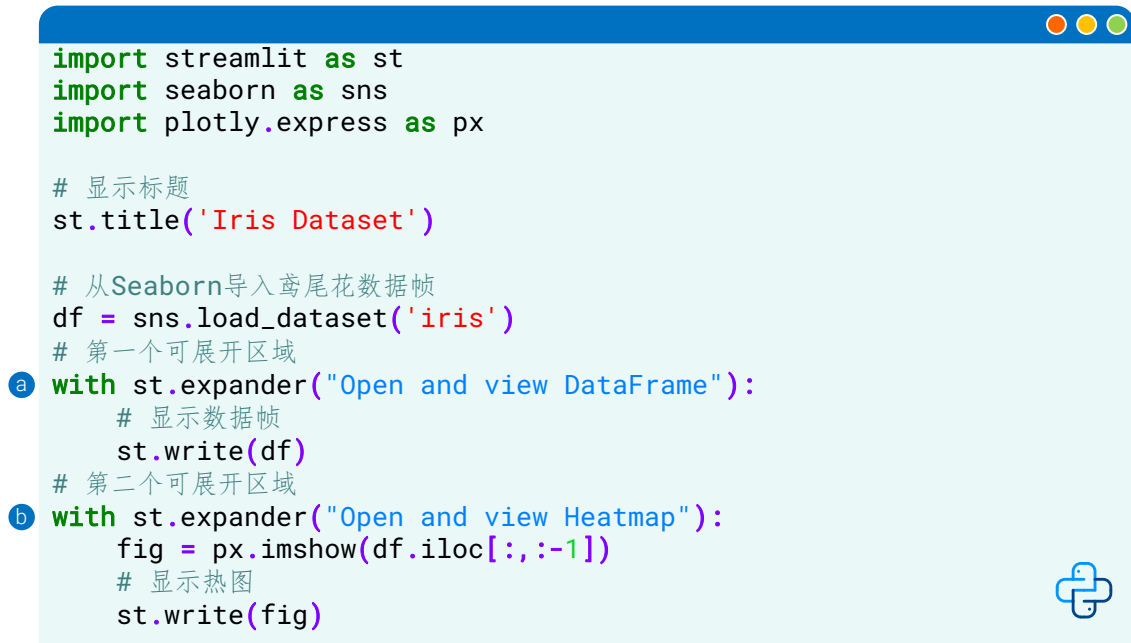 import streamlit as st
import seaborn as sns
import plotly.express as px
# 显示标题
st.title('Iris Dataset')
# 从Seaborn导入鸢尾花数据帧
df = sns.load_dataset('iris')
# 第一个可展开区域
a with st.expander("Open and view DataFrame"):
    # 显示数据帧
    st.write(df)
# 第二个可展开区域
b with st.expander("Open and view Heatmap"):
    fig = px.imshow(df.iloc[:,:-1])
    # 显示热图
    st.write(fig)